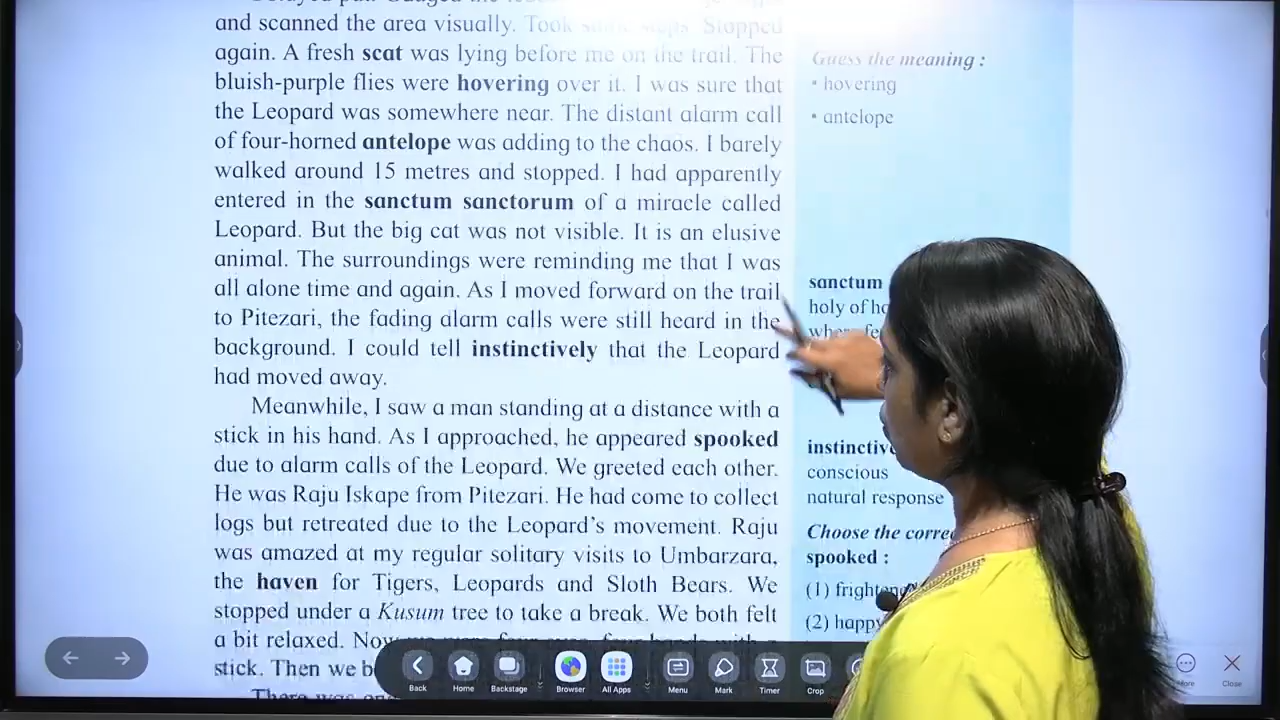 and scanned the area visually. Took some steps. Stopped
again. A fresh scat was lying before me on the trail. The
bluish-purple flies were hovering over it. I was sure that
the Leopard was somewhere near. The distant alarm call
of four-horned antelope was adding to the chaos. I barely
walked around 15 metres and stopped. I had apparently
entered in the sanctum sanctorum of a miracle called
Leopard. But the big cat was not visible. It is an elusive
animal. The surroundings were reminding me that I was
all alone time and again. As I moved forward on the trail
to Pitezari, the fading alarm calls were still heard in the
background. I could tell instinctively that the Leopard
had moved away.
Meanwhile, I saw a man standing at a distance with a
stick in his hand. As I approached, he appeared spooked
due to alarm calls of the Leopard. We greeted each other.
He was Raju Iskape from Pitezari. He had come to collect
logs but retreated due to the Leopard's movement. Raju
was amazed at my regular solitary visits to Umbarzara,
the haven for Tigers, Leopards and Sloth Bears. We
stopped under a Kusum tree to take a break. We both felt
a bit relaxed. Now
stick. Then we
Guess the meaning :
• hovering
• antelope
sanctum
holy of
conscious
natural response
Choose the
spooked :
(1)
(2) happy
Back
Home
Backstage
Browser
All Apps
Menu
Mark
Timer
Crop
More
Close